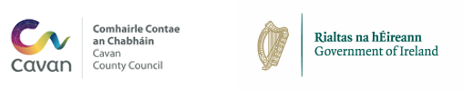 cavan
Comhairle Contae
an Chabháin
Cavan
County Council
Rialtas na hÉireann
Government of Ireland